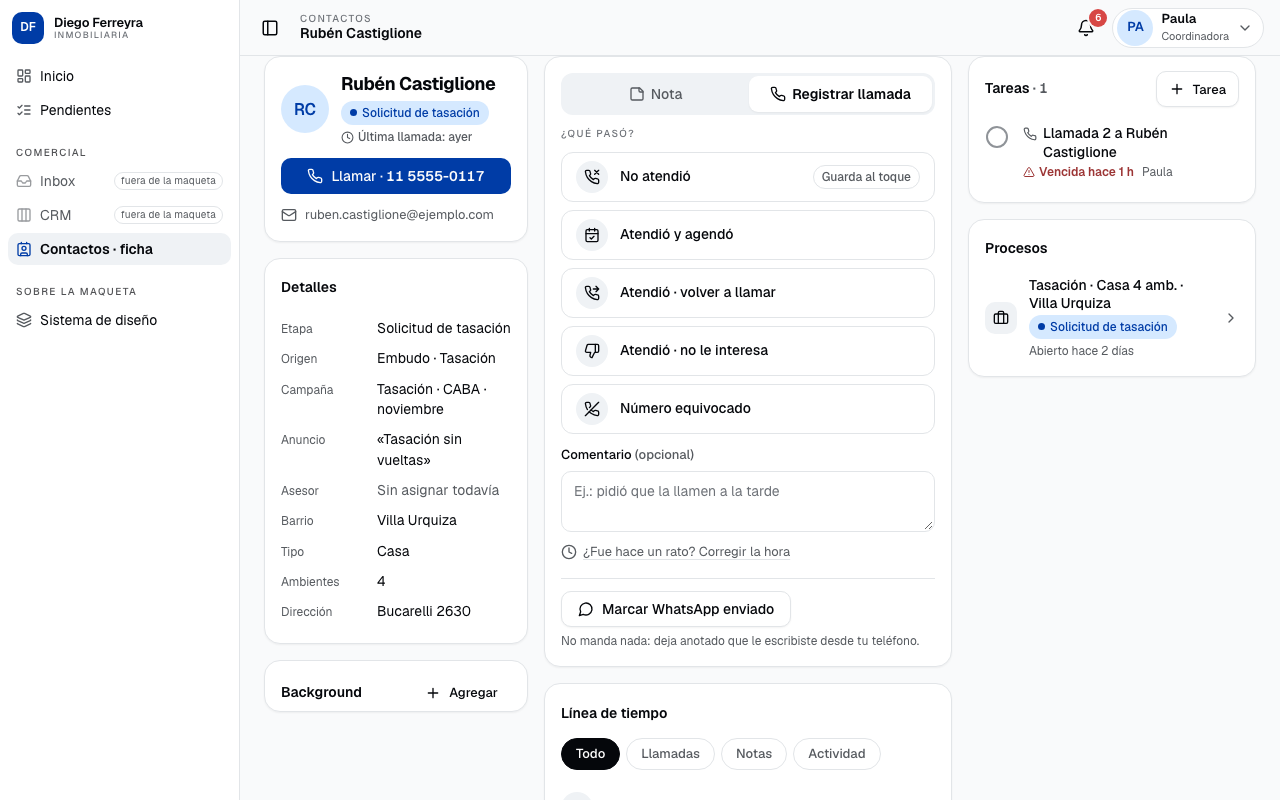 DF
Diego Ferreyra
INMOBILIARIA
Inicio
Pendientes
COMERCIAL
Inbox
fuera de la maqueta
CRM
fuera de la maqueta
Contactos · ficha
SOBRE LA MAQUETA
Sistema de diseño
CONTACTOS
Rubén Castiglione
6
PA
Paula
Coordinadora
RC
Rubén Castiglione
Solicitud de tasación
Última llamada: ayer
Llamar · 11 5555-0117
ruben.castiglione@ejemplo.com
Detalles
Etapa
Solicitud de tasación
Origen
Embudo · Tasación
Campaña
Tasación · CABA ·
noviembre
Anuncio
«Tasación sin
vueltas»
Asesor
Sin asignar todavía
Barrio
Villa Urquiza
Tipo
Casa
Ambientes
4
Dirección
Bucarelli 2630
Background
Agregar
Nota
Registrar llamada
¿QUÉ PASÓ?
No atendió
Guarda al toque
Atendió y agendó
Atendió · volver a llamar
Atendió · no le interesa
Número equivocado
Comentario (opcional)
Ej.: pidió que la llamen a la tarde
¿Fue hace un rato? Corregir la hora
Marcar WhatsApp enviado
No manda nada: deja anotado que le escribiste desde tu teléfono.
Línea de tiempo
Todo
Llamadas
Notas
Actividad
Tareas · 1
Tarea
Llamada 2 a Rubén
Castiglione
Vencida hace 1 h Paula
Procesos
Tasación · Casa 4 amb. ·
Villa Urquiza
Solicitud de tasación
Abierto hace 2 días